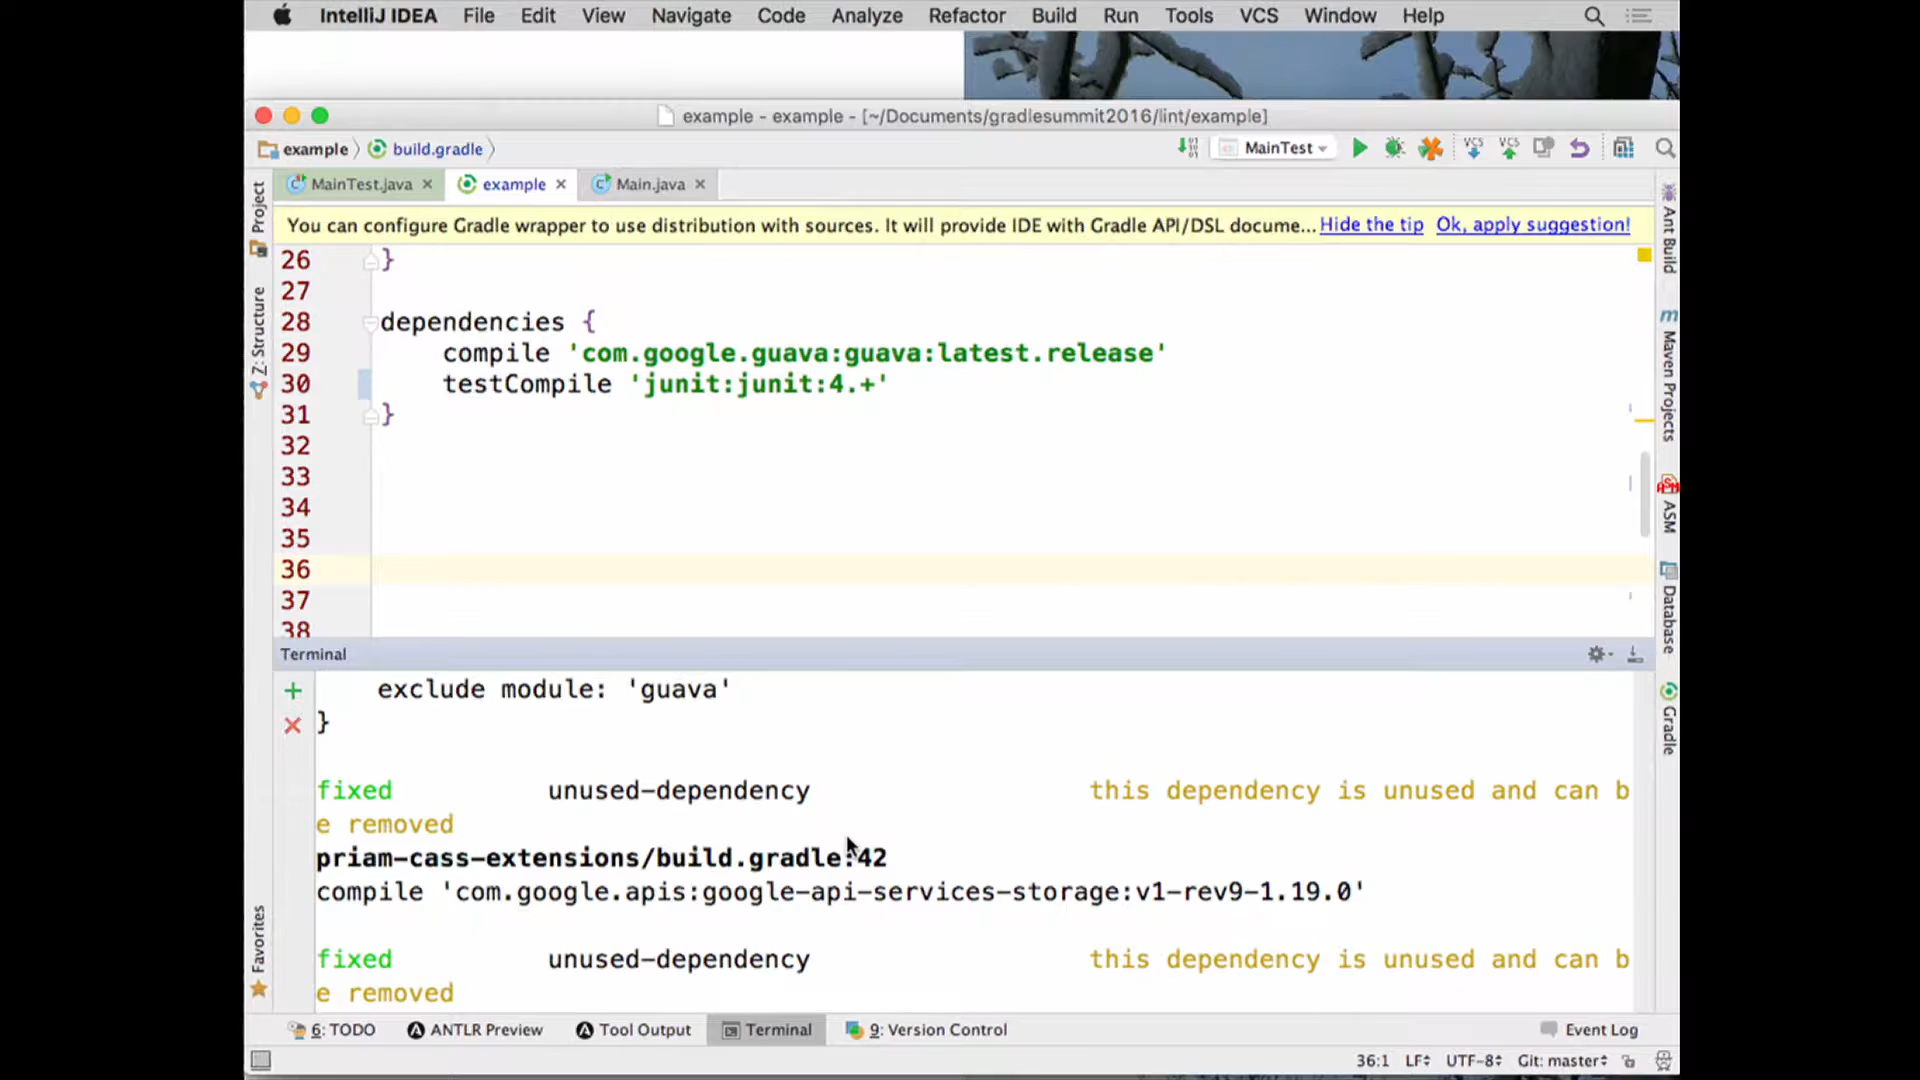 IntelliJ IDEA File Edit View Navigate Code Analyze Refactor Build Run Tools VCS Window Help
example - example - [~/Documents/gradlesummit2016/lint/example]
example build.gradle MainTest VCS VCS
MainTest.java example Main.java
You can configure Gradle wrapper to use distribution with sources. It will provide IDE with Gradle API/DSL docume... Hide the tip Ok, apply suggestion!
Project
Z: Structure
Favorites
26 }
27
28 dependencies {
29 compile 'com.google.guava:guava:latest.release'
30 testCompile 'junit:junit:4.+'
31 }
32
33
34
35
36
37
38
Ant Build
Maven Projects
ASM
Database
Gradle
Terminal
exclude module: 'guava'
}
fixed unused-dependency this dependency is unused and can b
e removed
priam-cass-extensions/build.gradle:42
compile 'com.google.apis:google-api-services-storage:v1-rev9-1.19.0'
fixed unused-dependency this dependency is unused and can b
e removed
6: TODO ANTLR Preview Tool Output Terminal 9: Version Control Event Log
36:1 LF UTF-8 Git: master